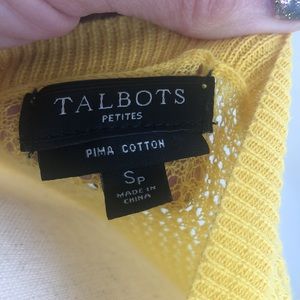 TALBOTS
PETITES
PIMA COTTON
SP
MADE IN
CHINA